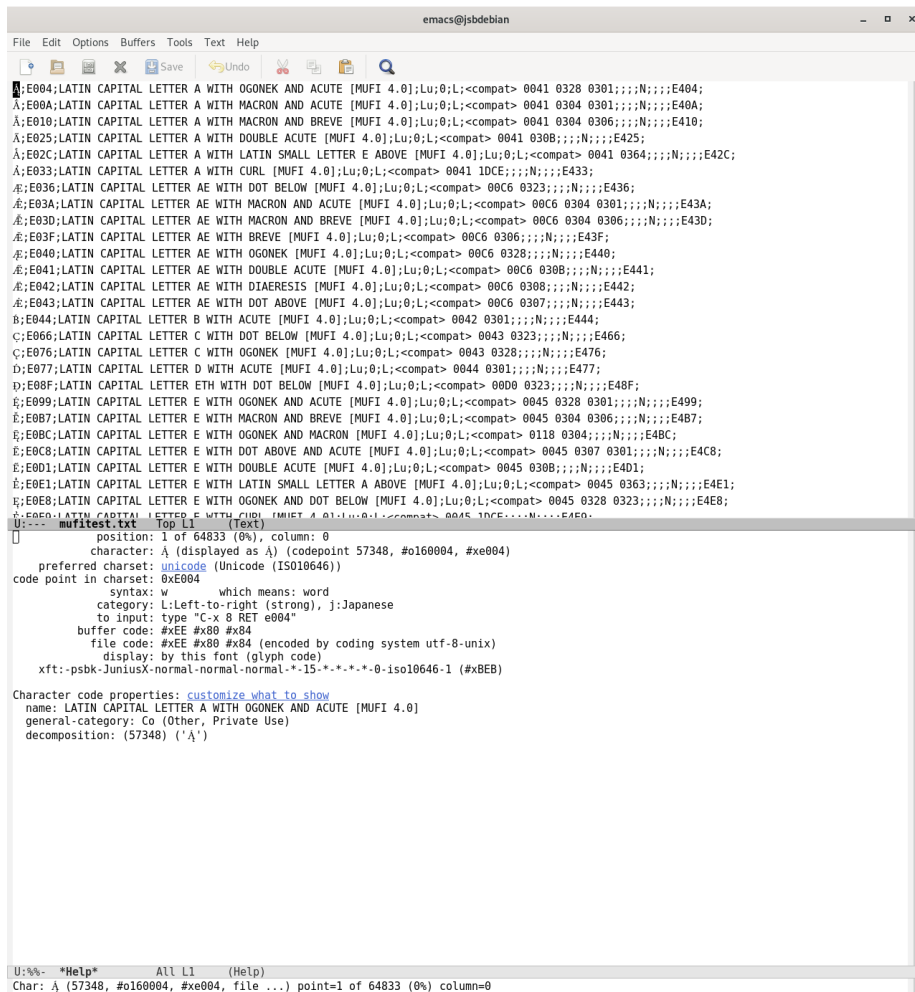 emacs@jsbdebian
File Edit Options Buffers Tools Text Help
Save Undo
Ą́;E004;LATIN CAPITAL LETTER A WITH OGONEK AND ACUTE [MUFI 4.0];Lu;0;L;<compat> 0041 0328 0301;;;;N;;;;E404;
Ā́;E00A;LATIN CAPITAL LETTER A WITH MACRON AND ACUTE [MUFI 4.0];Lu;0;L;<compat> 0041 0304 0301;;;;N;;;;E40A;
Ā̆;E010;LATIN CAPITAL LETTER A WITH MACRON AND BREVE [MUFI 4.0];Lu;0;L;<compat> 0041 0304 0306;;;;N;;;;E410;
A̋;E025;LATIN CAPITAL LETTER A WITH DOUBLE ACUTE [MUFI 4.0];Lu;0;L;<compat> 0041 030B;;;;N;;;;E425;
Aͤ;E02C;LATIN CAPITAL LETTER A WITH LATIN SMALL LETTER E ABOVE [MUFI 4.0];Lu;0;L;<compat> 0041 0364;;;;N;;;;E42C;
A᷎;E033;LATIN CAPITAL LETTER A WITH CURL [MUFI 4.0];Lu;0;L;<compat> 0041 1DCE;;;;N;;;;E433;
Æ̣;E036;LATIN CAPITAL LETTER AE WITH DOT BELOW [MUFI 4.0];Lu;0;L;<compat> 00C6 0323;;;;N;;;;E436;
Ǣ́;E03A;LATIN CAPITAL LETTER AE WITH MACRON AND ACUTE [MUFI 4.0];Lu;0;L;<compat> 00C6 0304 0301;;;;N;;;;E43A;
Ǣ̆;E03D;LATIN CAPITAL LETTER AE WITH MACRON AND BREVE [MUFI 4.0];Lu;0;L;<compat> 00C6 0304 0306;;;;N;;;;E43D;
Æ̆;E03F;LATIN CAPITAL LETTER AE WITH BREVE [MUFI 4.0];Lu;0;L;<compat> 00C6 0306;;;;N;;;;E43F;
Æ̨;E040;LATIN CAPITAL LETTER AE WITH OGONEK [MUFI 4.0];Lu;0;L;<compat> 00C6 0328;;;;N;;;;E440;
Æ̋;E041;LATIN CAPITAL LETTER AE WITH DOUBLE ACUTE [MUFI 4.0];Lu;0;L;<compat> 00C6 030B;;;;N;;;;E441;
Æ̈;E042;LATIN CAPITAL LETTER AE WITH DIAERESIS [MUFI 4.0];Lu;0;L;<compat> 00C6 0308;;;;N;;;;E442;
Æ̇;E043;LATIN CAPITAL LETTER AE WITH DOT ABOVE [MUFI 4.0];Lu;0;L;<compat> 00C6 0307;;;;N;;;;E443;
B́;E044;LATIN CAPITAL LETTER B WITH ACUTE [MUFI 4.0];Lu;0;L;<compat> 0042 0301;;;;N;;;;E444;
C̣;E066;LATIN CAPITAL LETTER C WITH DOT BELOW [MUFI 4.0];Lu;0;L;<compat> 0043 0323;;;;N;;;;E466;
C̨;E076;LATIN CAPITAL LETTER C WITH OGONEK [MUFI 4.0];Lu;0;L;<compat> 0043 0328;;;;N;;;;E476;
D́;E077;LATIN CAPITAL LETTER D WITH ACUTE [MUFI 4.0];Lu;0;L;<compat> 0044 0301;;;;N;;;;E477;
Ð̣;E08F;LATIN CAPITAL LETTER ETH WITH DOT BELOW [MUFI 4.0];Lu;0;L;<compat> 00D0 0323;;;;N;;;;E48F;
Ę́;E099;LATIN CAPITAL LETTER E WITH OGONEK AND ACUTE [MUFI 4.0];Lu;0;L;<compat> 0045 0328 0301;;;;N;;;;E499;
Ē̆;E0B7;LATIN CAPITAL LETTER E WITH MACRON AND BREVE [MUFI 4.0];Lu;0;L;<compat> 0045 0304 0306;;;;N;;;;E4B7;
Ę̄;E0BC;LATIN CAPITAL LETTER E WITH OGONEK AND MACRON [MUFI 4.0];Lu;0;L;<compat> 0118 0304;;;;N;;;;E4BC;
Ė́;E0C8;LATIN CAPITAL LETTER E WITH DOT ABOVE AND ACUTE [MUFI 4.0];Lu;0;L;<compat> 0045 0307 0301;;;;N;;;;E4C8;
E̋;E0D1;LATIN CAPITAL LETTER E WITH DOUBLE ACUTE [MUFI 4.0];Lu;0;L;<compat> 0045 030B;;;;N;;;;E4D1;
Eͣ;E0E1;LATIN CAPITAL LETTER E WITH LATIN SMALL LETTER A ABOVE [MUFI 4.0];Lu;0;L;<compat> 0045 0363;;;;N;;;;E4E1;
Ę̣;E0E8;LATIN CAPITAL LETTER E WITH OGONEK AND DOT BELOW [MUFI 4.0];Lu;0;L;<compat> 0045 0328 0323;;;;N;;;;E4E8;
E᷎;E0E9;LATIN CAPITAL LETTER E WITH CURL [MUFI 4.0];Lu;0;L;<compat> 0045 1DCE;;;;N;;;;E4E9;
U:--- mufitest.txt Top L1 (Text)
position: 1 of 64833 (0%), column: 0
character: Ą́ (displayed as Ą́) (codepoint 57348, #o160004, #xe004)
preferred charset: unicode (Unicode (ISO10646))
code point in charset: 0xE004
syntax: w which means: word
category: L:Left-to-right (strong), j:Japanese
to input: type "C-x 8 RET e004"
buffer code: #xEE #x80 #x84
file code: #xEE #x80 #x84 (encoded by coding system utf-8-unix)
display: by this font (glyph code)
xft:-psbk-JuniusX-normal-normal-normal-*-15-*-*-*-*-0-iso10646-1 (#xBEB)
Character code properties: customize what to show
name: LATIN CAPITAL LETTER A WITH OGONEK AND ACUTE [MUFI 4.0]
general-category: Co (Other, Private Use)
decomposition: (57348) ('Ą́')
U:%%- *Help* All L1 (Help)
Char: Ą́ (57348, #o160004, #xe004, file ...) point=1 of 64833 (0%) column=0